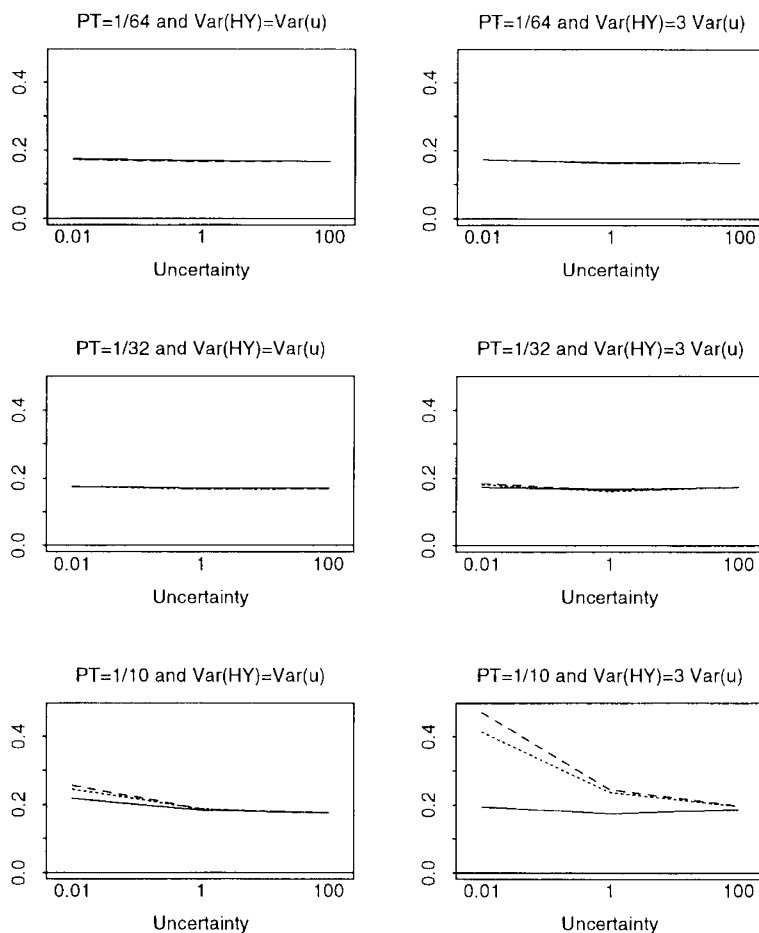 PT=1/64 and Var(HY)=Var(u)
0.4
0.2
0.0
0.01 1 100
Uncertainty
PT=1/64 and Var(HY)=3 Var(u)
0.4
0.2
0.0
0.01 1 100
Uncertainty
PT=1/32 and Var(HY)=Var(u)
0.4
0.2
0.0
0.01 1 100
Uncertainty
PT=1/32 and Var(HY)=3 Var(u)
0.4
0.2
0.0
0.01 1 100
Uncertainty
PT=1/10 and Var(HY)=Var(u)
0.4
0.2
0.0
0.01 1 100
Uncertainty
PT=1/10 and Var(HY)=3 Var(u)
0.4
0.2
0.0
0.01 1 100
Uncertainty